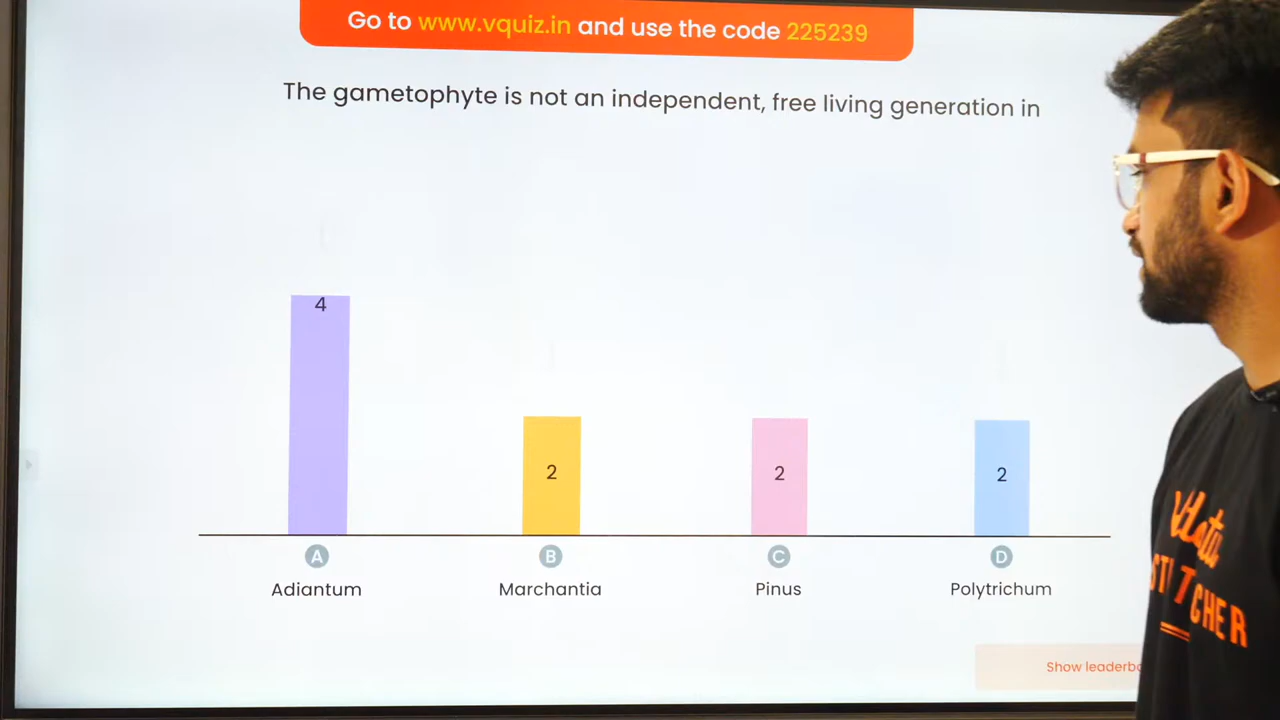 Go to www.vquiz.in and use the code 225239
The gametophyte is not an independent, free living generation in
4
2
2
2
A
B
C
D
Adiantum
Marchantia
Pinus
Polytrichum
Show